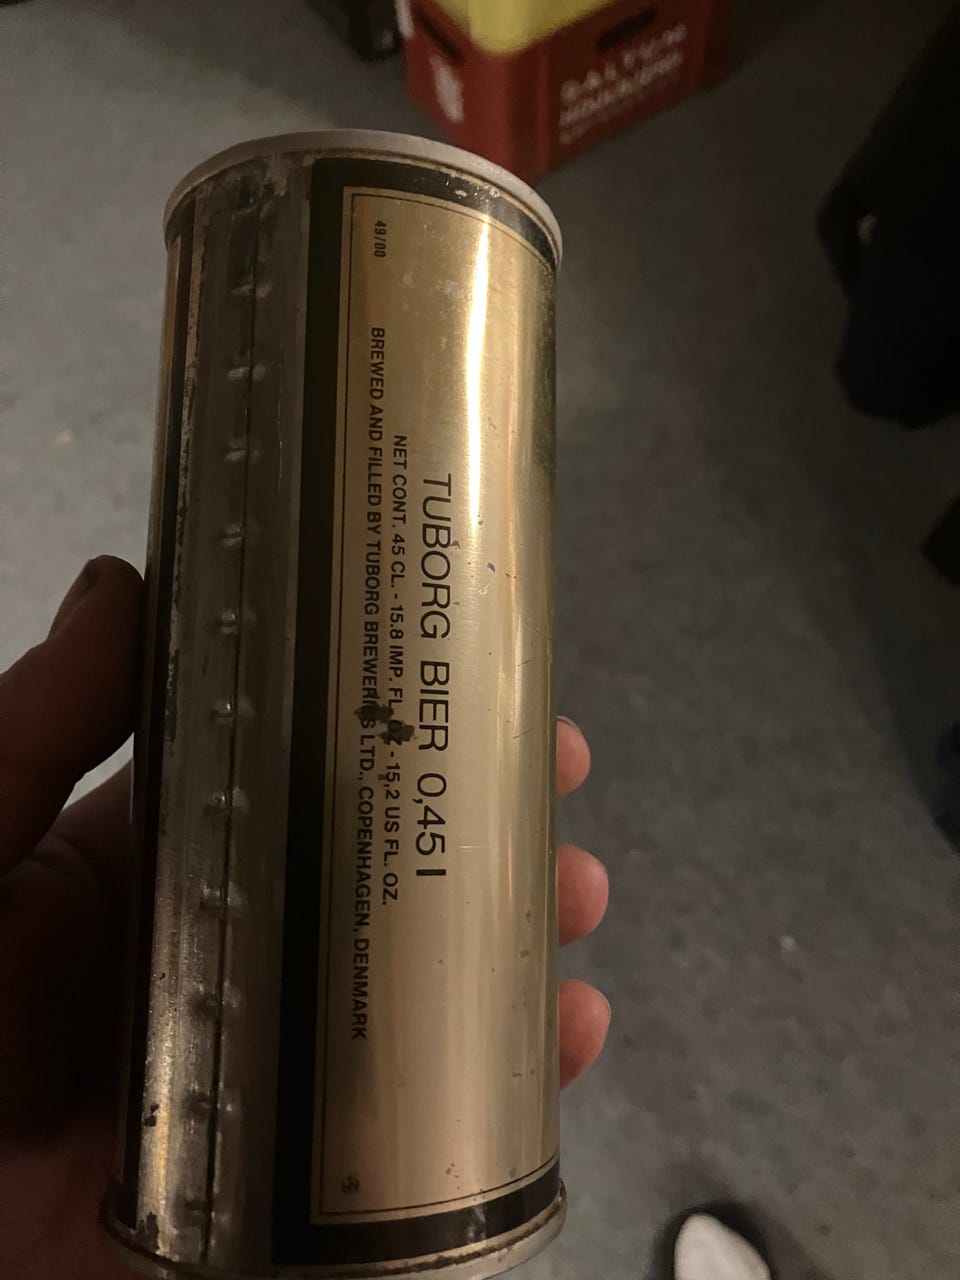 49/00
TUBORG BIER 0,45 l
NET CONT. 45 CL. - 15.8 IMP. FL. OZ - 15,2 US FL. OZ.
BREWED AND FILLED BY TUBORG BREWERIES LTD., COPENHAGEN, DENMARK